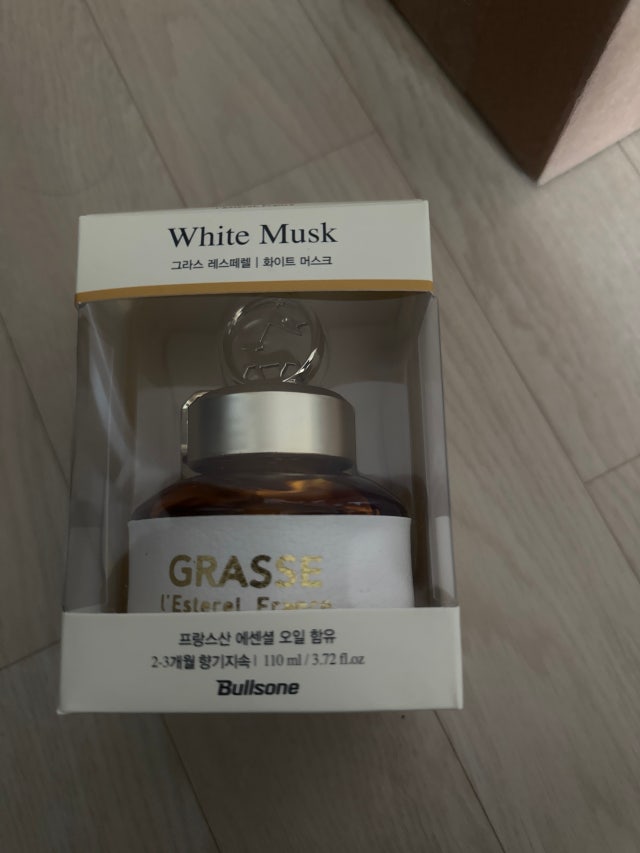 White Musk
그라스 레스떼렐 | 화이트 머스크
GRASSE
l'Esterel, France
프랑스산 에센셜 오일 함유
2-3개월 향기지속 | 110 ml / 3.72 fl.oz
Bullsone